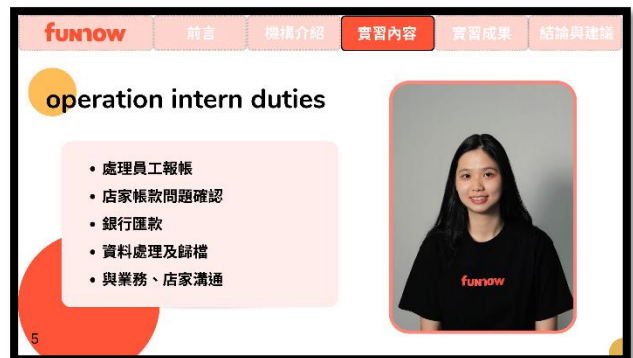 funnow
前言
機構介紹
實習內容
實習成果
結論與建議
operation intern duties
• 處理員工報帳
• 店家帳款問題確認
• 銀行匯款
• 資料處理及歸檔
• 與業務、店家溝通
funnow
5